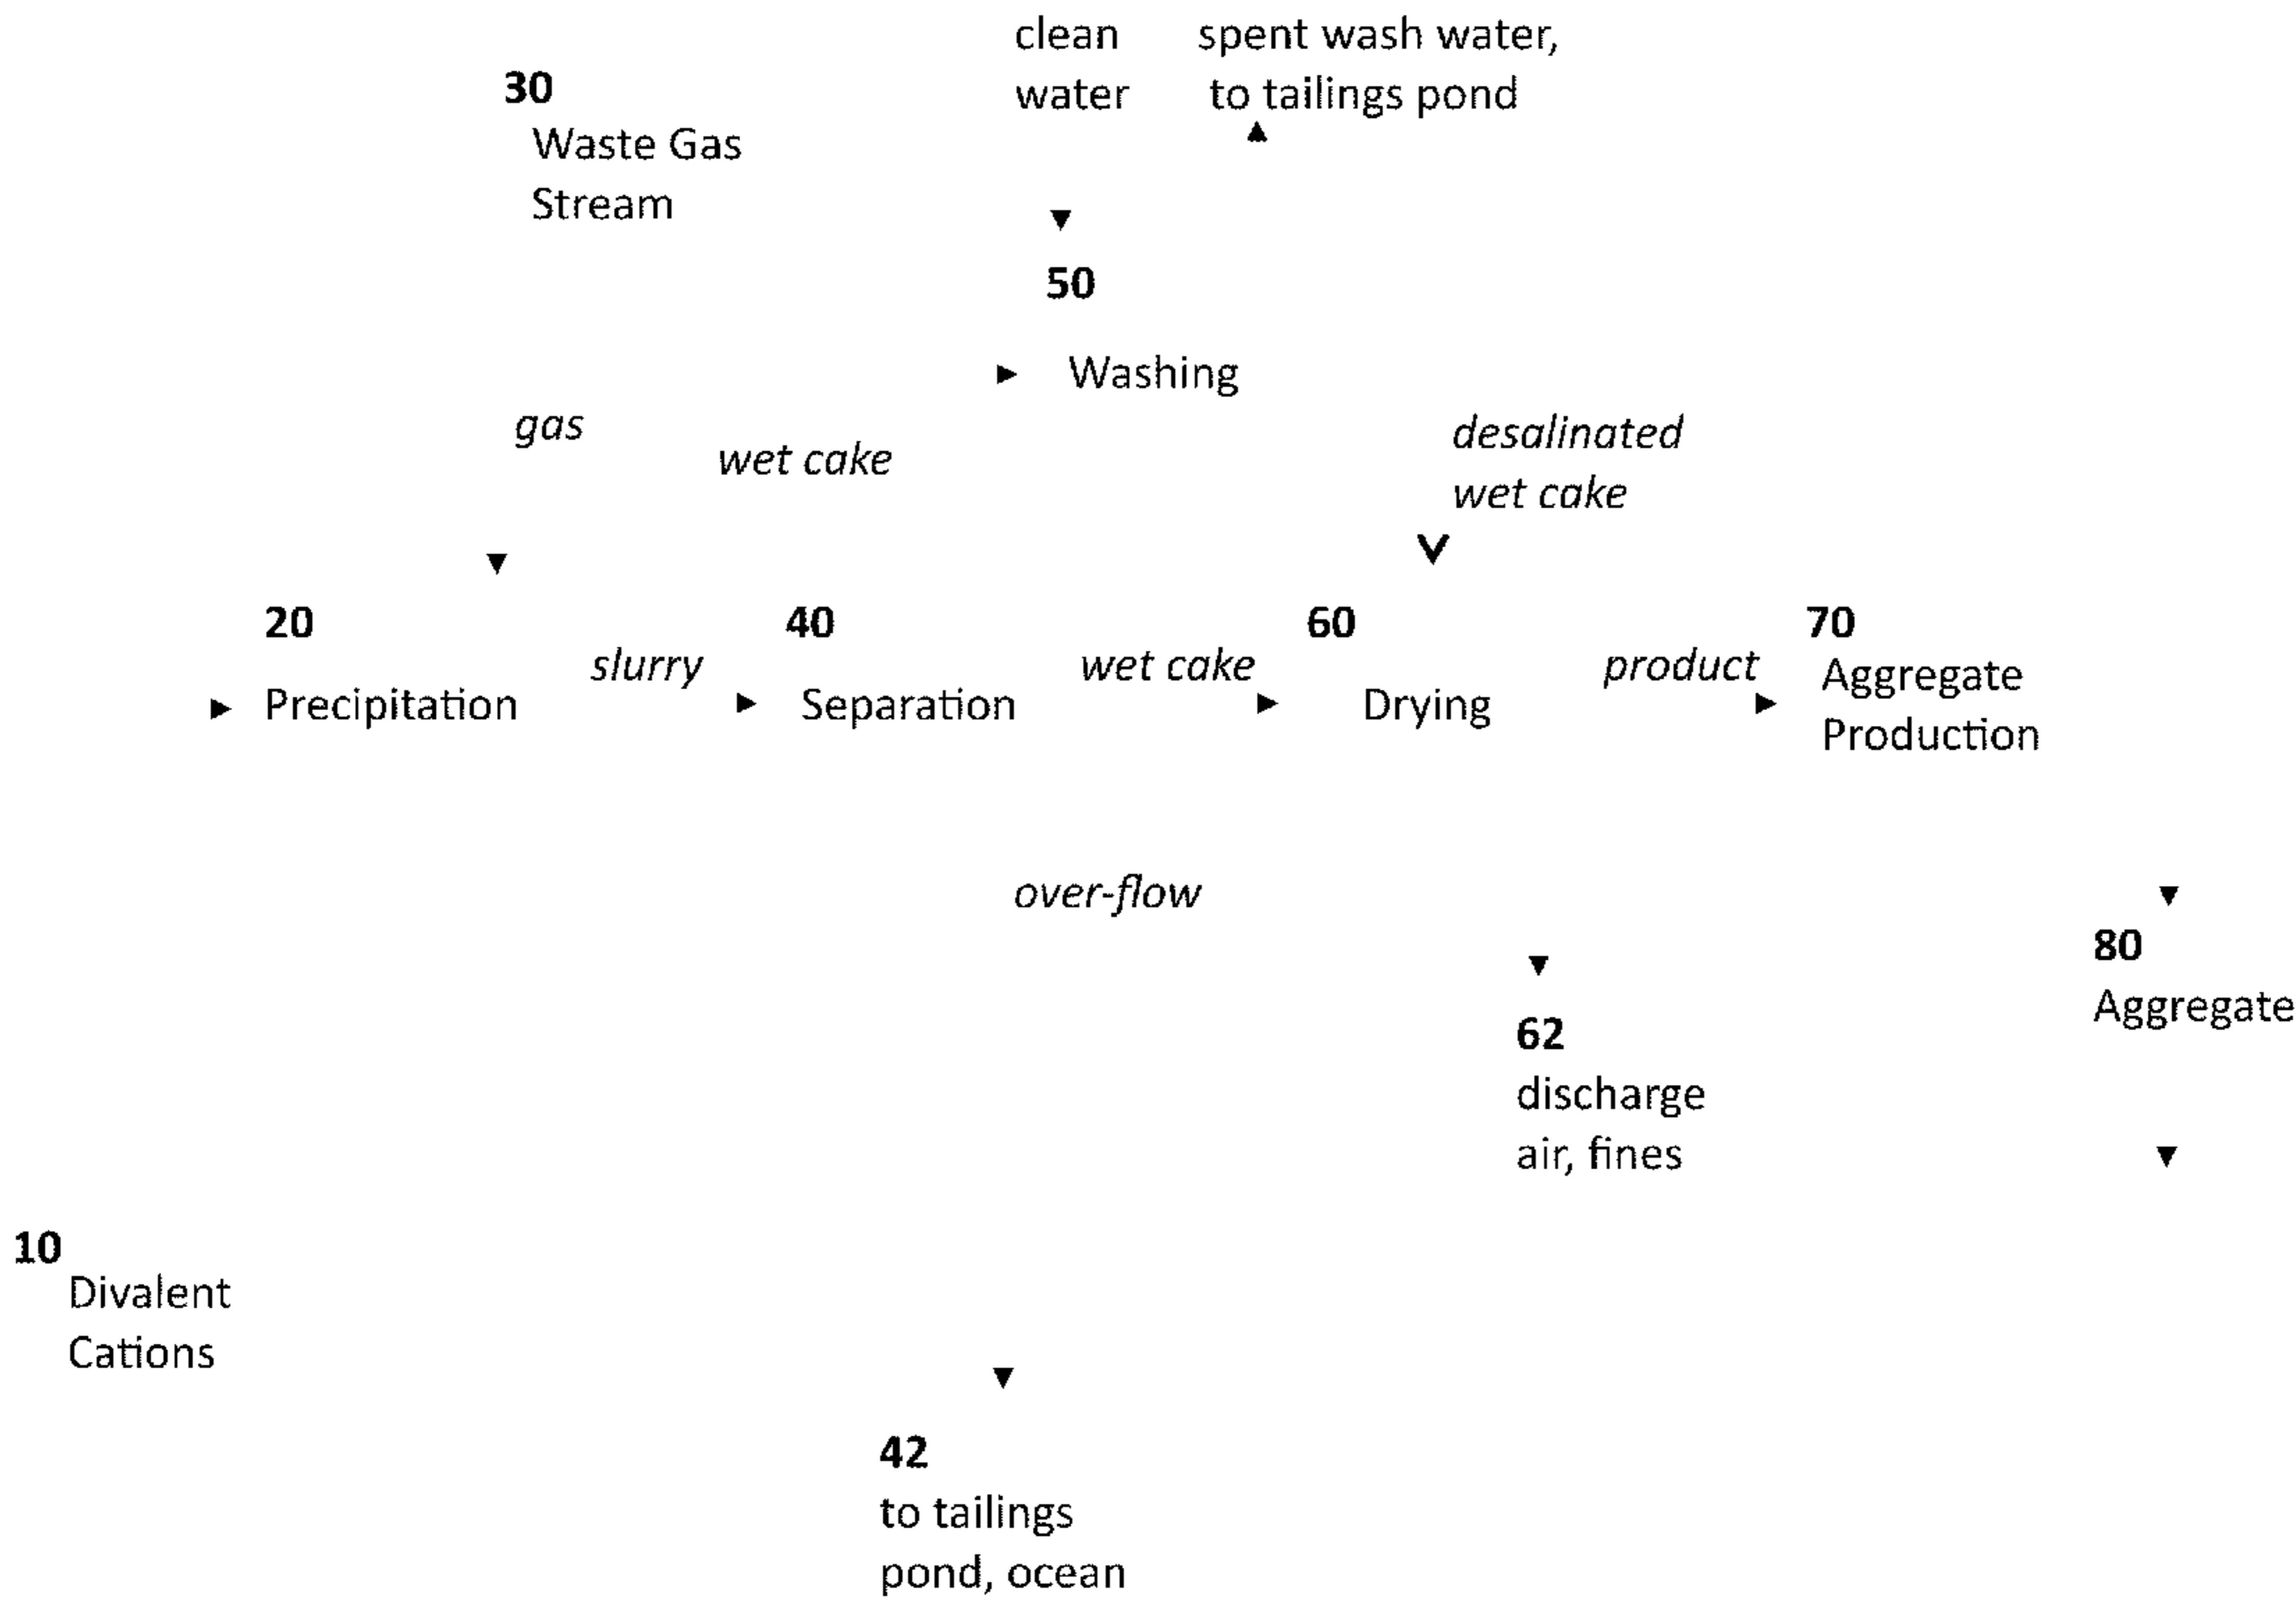 clean
water
spent wash water,
to tailings pond
30
Waste Gas
Stream
50
Washing
gas
wet cake
desalinated
wet cake
20
Precipitation
slurry
40
Separation
wet cake
60
Drying
product
70
Aggregate
Production
over-flow
80
Aggregate
62
discharge
air, fines
10
Divalent
Cations
42
to tailings
pond, ocean